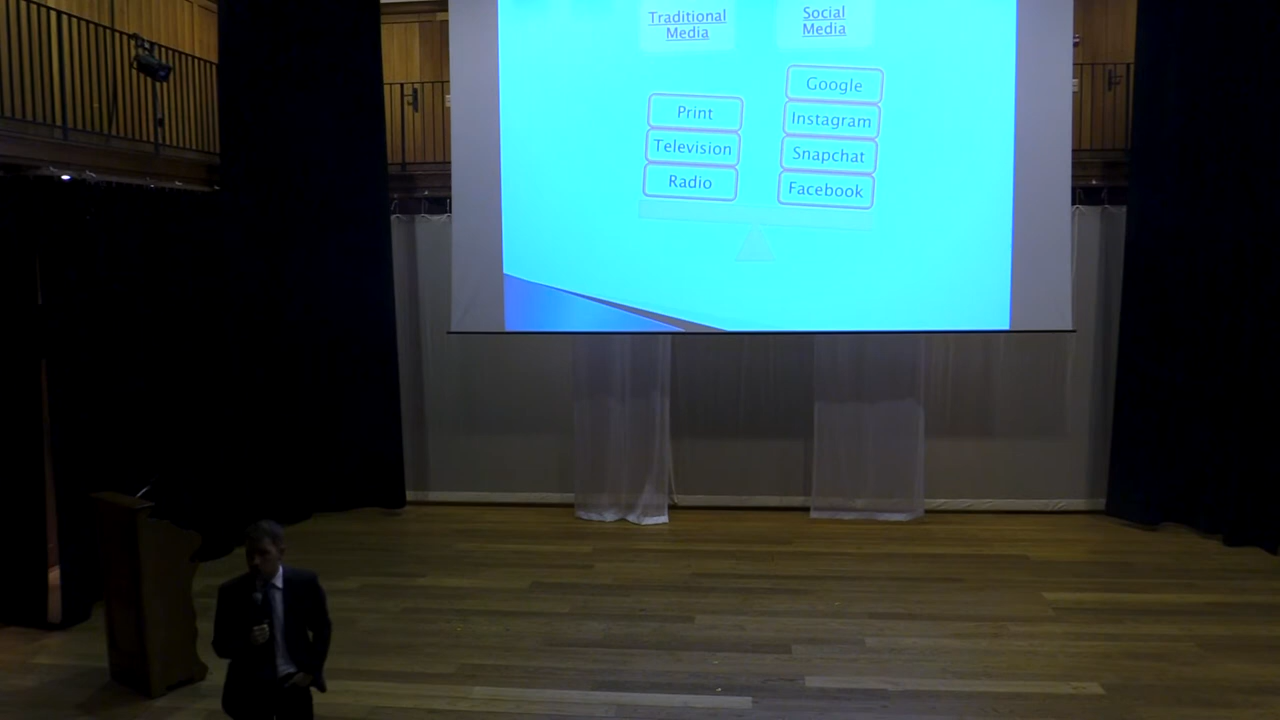 Traditional
Media
Print
Television
Radio
Social
Media
Google
Instagram
Snapchat
Facebook